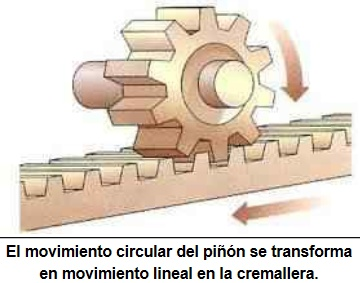 El movimiento circular del piñón se transforma
en movimiento lineal en la cremallera.